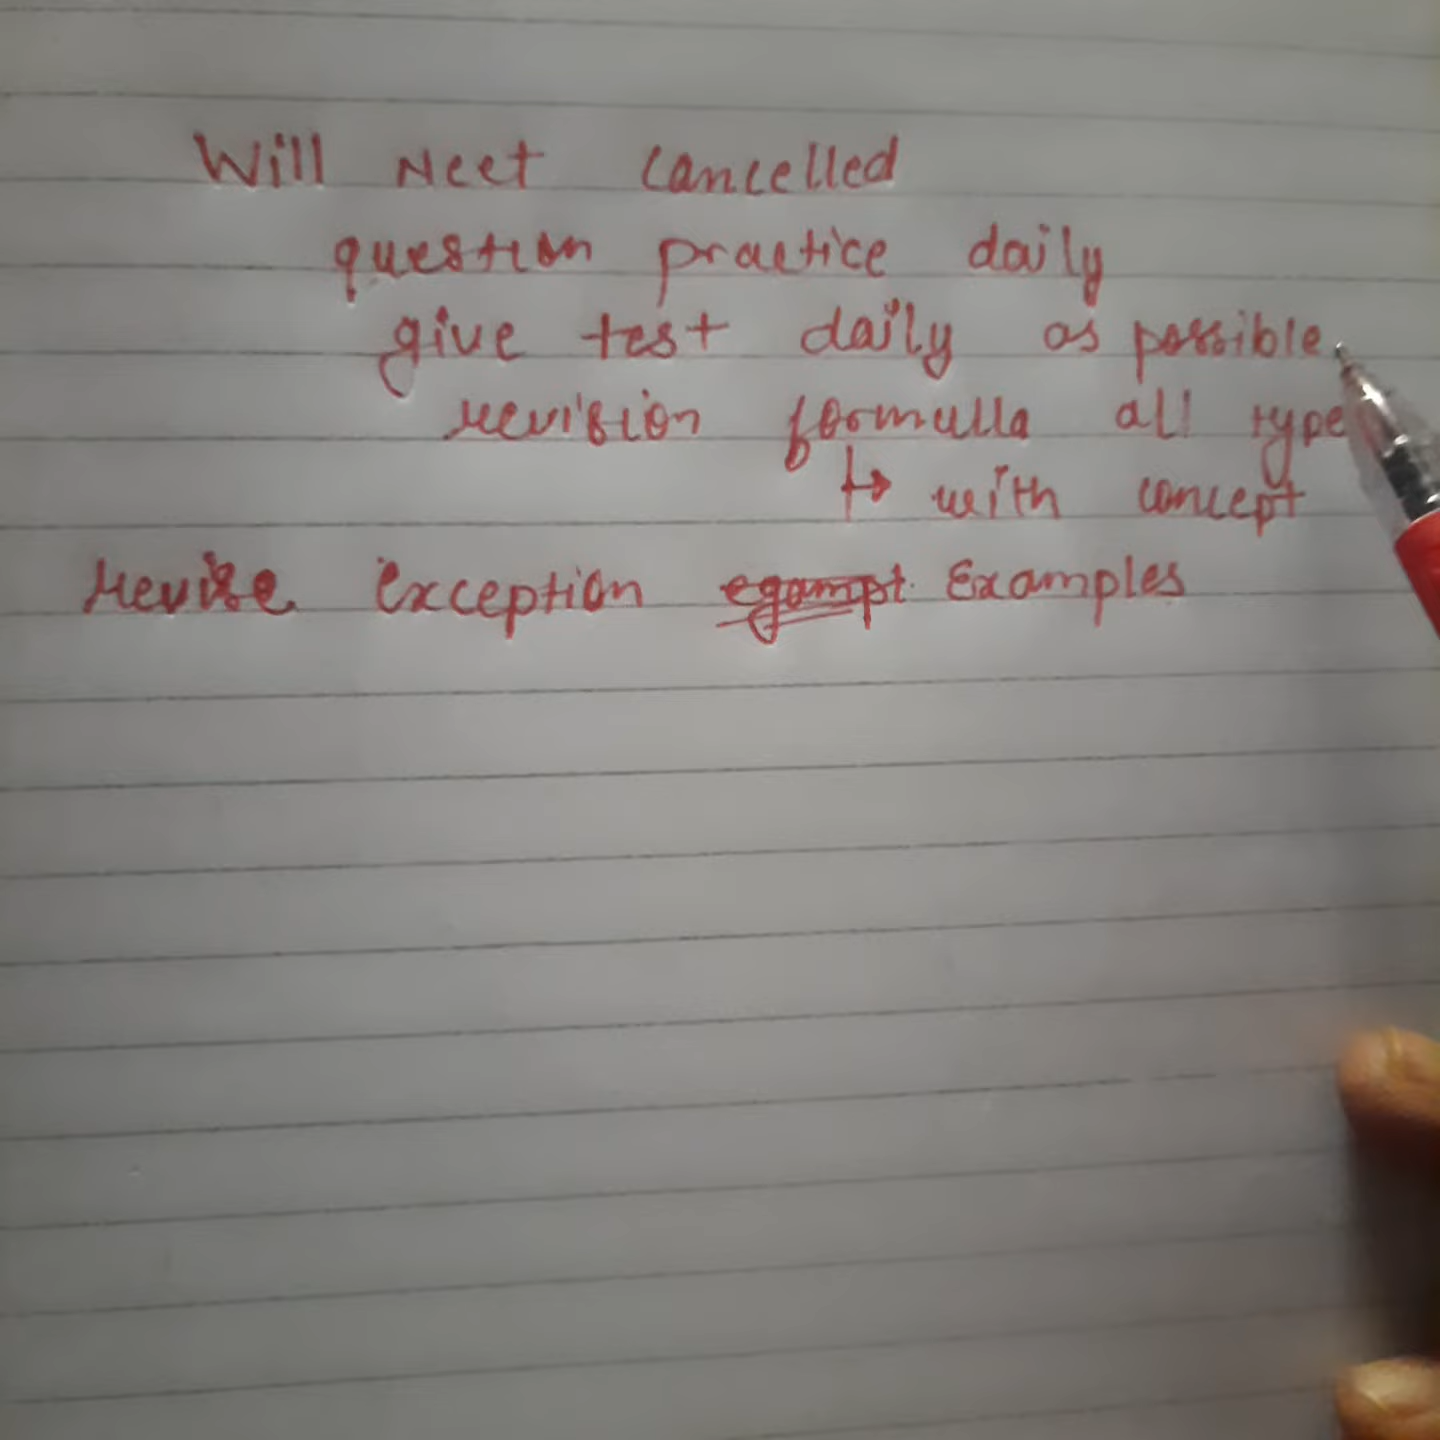 Will Neet cancelled
question practice daily
give test daily as possible
revision formulla all type
↳ with concept
revise exception egampt. Examples